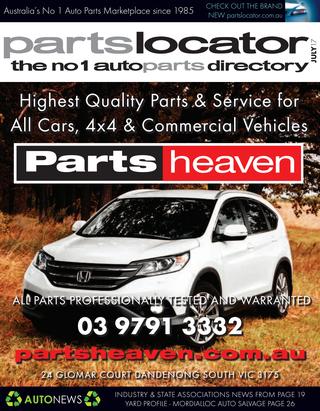 Australia's No 1 Auto Parts Marketplace since 1985
CHECK OUT THE BRAND
NEW partslocator.com.au
partslocator
JULY17
the no1 autoparts directory
Highest Quality Parts & Service for
All Cars, 4x4 & Commercial Vehicles
Parts heaven
ALL PARTS PROFESSIONALLY TESTED AND WARRANTED
03 9791 3332
partsheaven.com.au
24 GLOMAR COURT DANDENONG SOUTH VIC 3175
AUTONEWS
INDUSTRY & STATE ASSOCIATIONS NEWS FROM PAGE 19
YARD PROFILE - MORDIALLOC AUTO SALVAGE PAGE 26